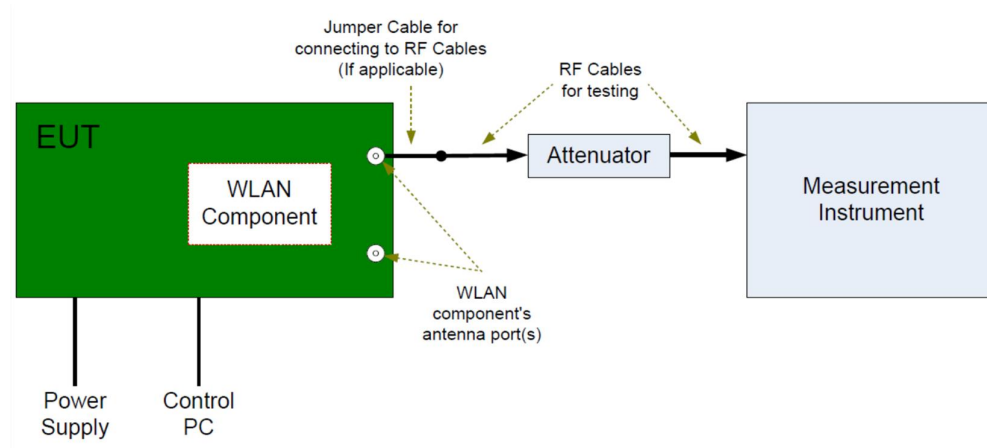 Jumper Cable for
connecting to RF Cables
(If applicable)
RF Cables
for testing
EUT
WLAN
Component
Attenuator
Measurement
Instrument
WLAN
component's
antenna port(s)
Power
Supply
Control
PC